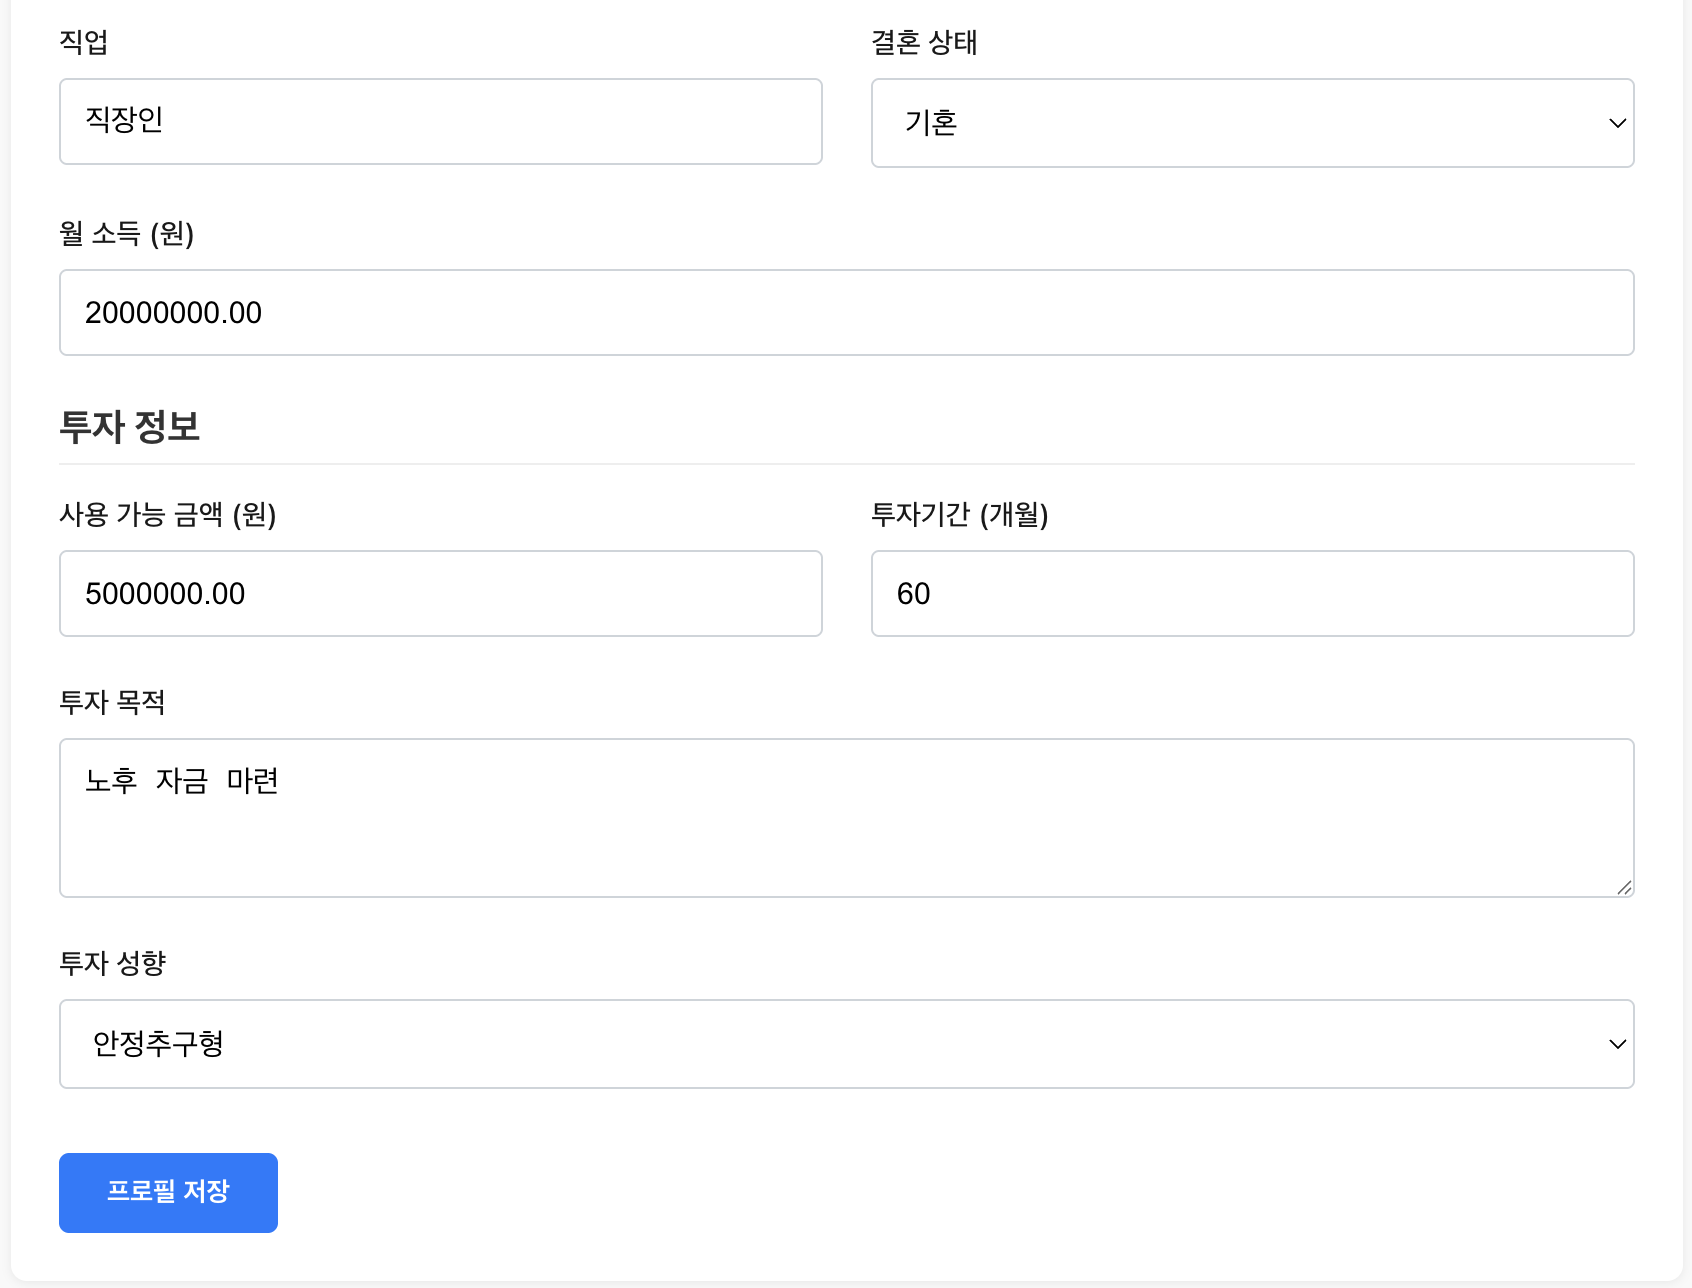 직업
결혼 상태
직장인
기혼
월 소득 (원)
20000000.00
투자 정보
사용 가능 금액 (원)
투자기간 (개월)
5000000.00
60
투자 목적
노후 자금 마련
투자 성향
안정추구형
프로필 저장